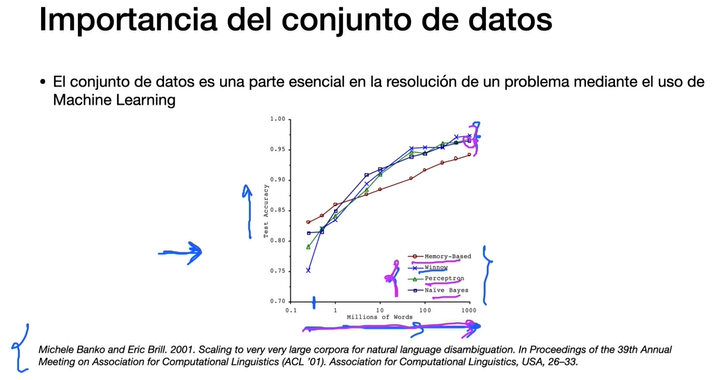 Importancia del conjunto de datos
• El conjunto de datos es una parte esencial en la resolución de un problema mediante el uso de
Machine Learning
1.00
0.95
0.90
0.85
0.80
0.75
0.70
Test Accuracy
Memory-Based
Winnow
Perceptron
Naïve Bayes
0.1 1 10 100 1000
Millions of Words
Michele Banko and Eric Brill. 2001. Scaling to very very large corpora for natural language disambiguation. In Proceedings of the 39th Annual
Meeting on Association for Computational Linguistics (ACL '01). Association for Computational Linguistics, USA, 26–33.